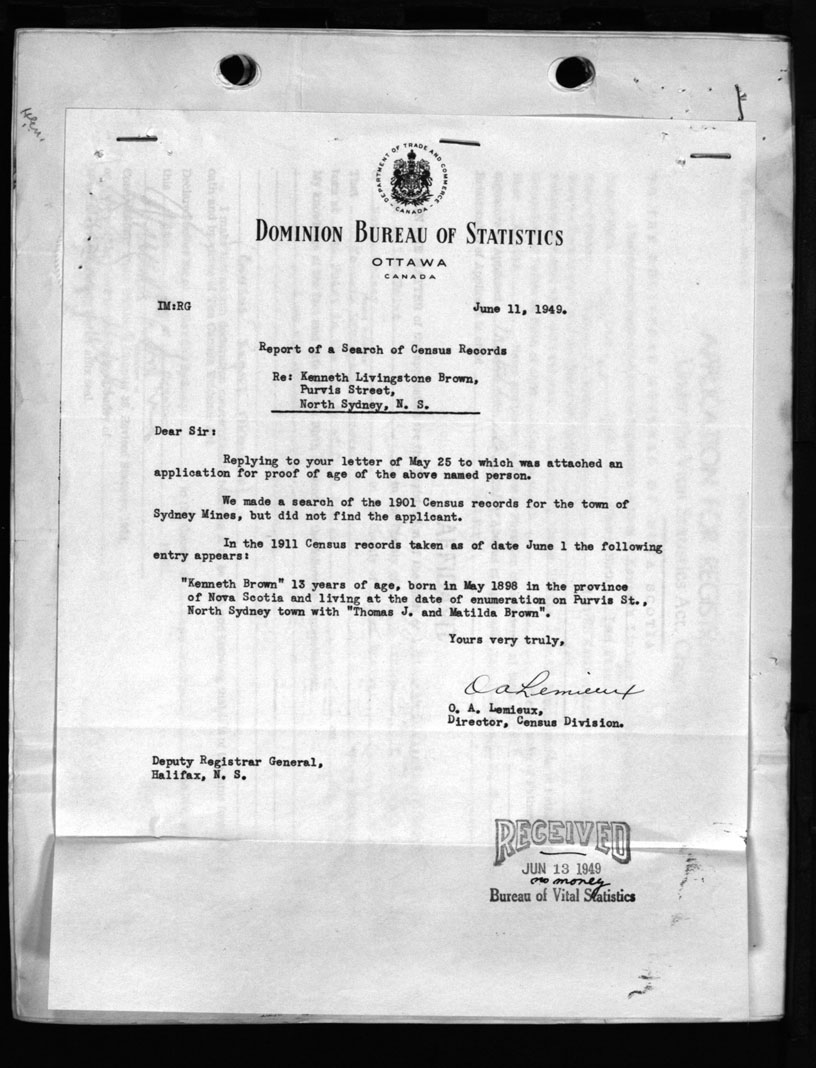 DEPARTMENT OF TRADE AND COMMERCE
CANADA
DOMINION BUREAU OF STATISTICS
OTTAWA
CANADA
IM:RG
June 11, 1949.
Report of a Search of Census Records
Re: Kenneth Livingstone Brown,
Purvis Street,
North Sydney, N. S.
Dear Sir:
Replying to your letter of May 25 to which was attached an
application for proof of age of the above named person.
We made a search of the 1901 Census records for the town of
Sydney Mines, but did not find the applicant.
In the 1911 Census records taken as of date June 1 the following
entry appears:
"Kenneth Brown" 13 years of age, born in May 1898 in the province
of Nova Scotia and living at the date of enumeration on Purvis St.,
North Sydney town with "Thomas J. and Matilda Brown".
Yours very truly,
O A Lemieux
O. A. Lemieux,
Director, Census Division.
Deputy Registrar General,
Halifax, N. S.
RECEIVED
JUN 13 1949
no money
Bureau of Vital Statistics